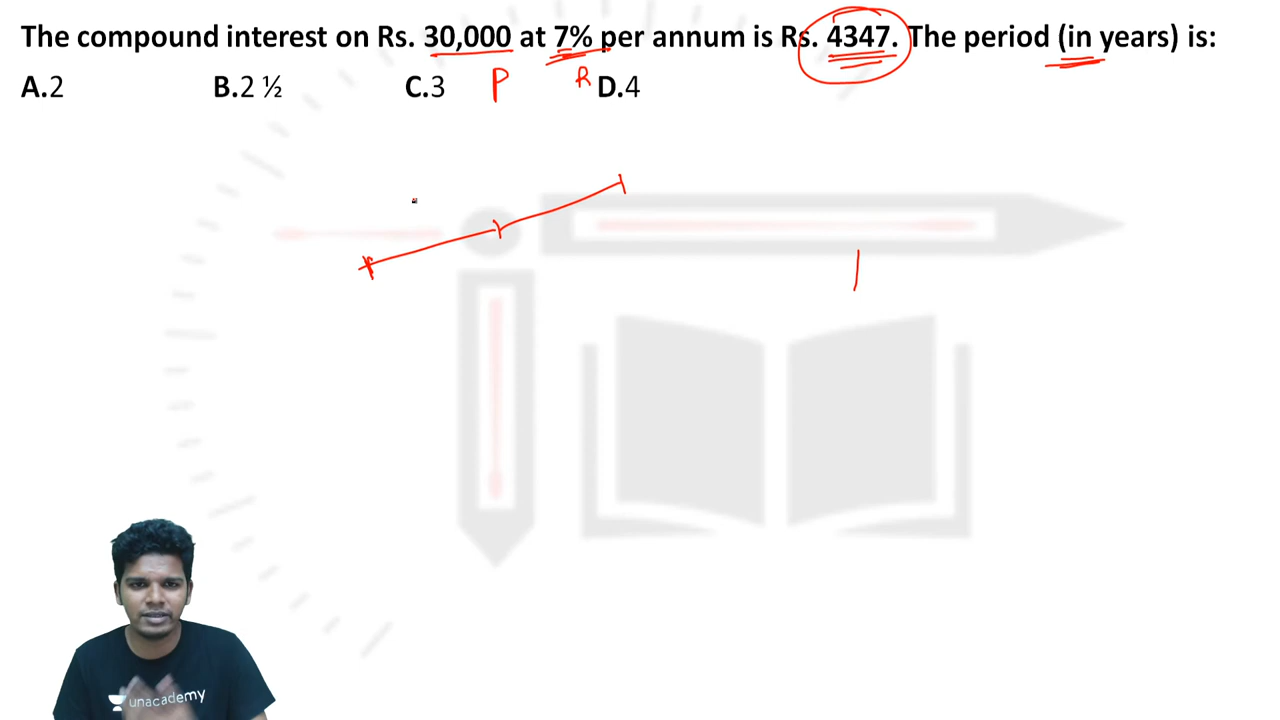 The compound interest on Rs. 30,000 at 7% per annum is Rs. 4347. The period (in years) is:
A.2 B.2 ½ C.3 D.4
P R
unacademy